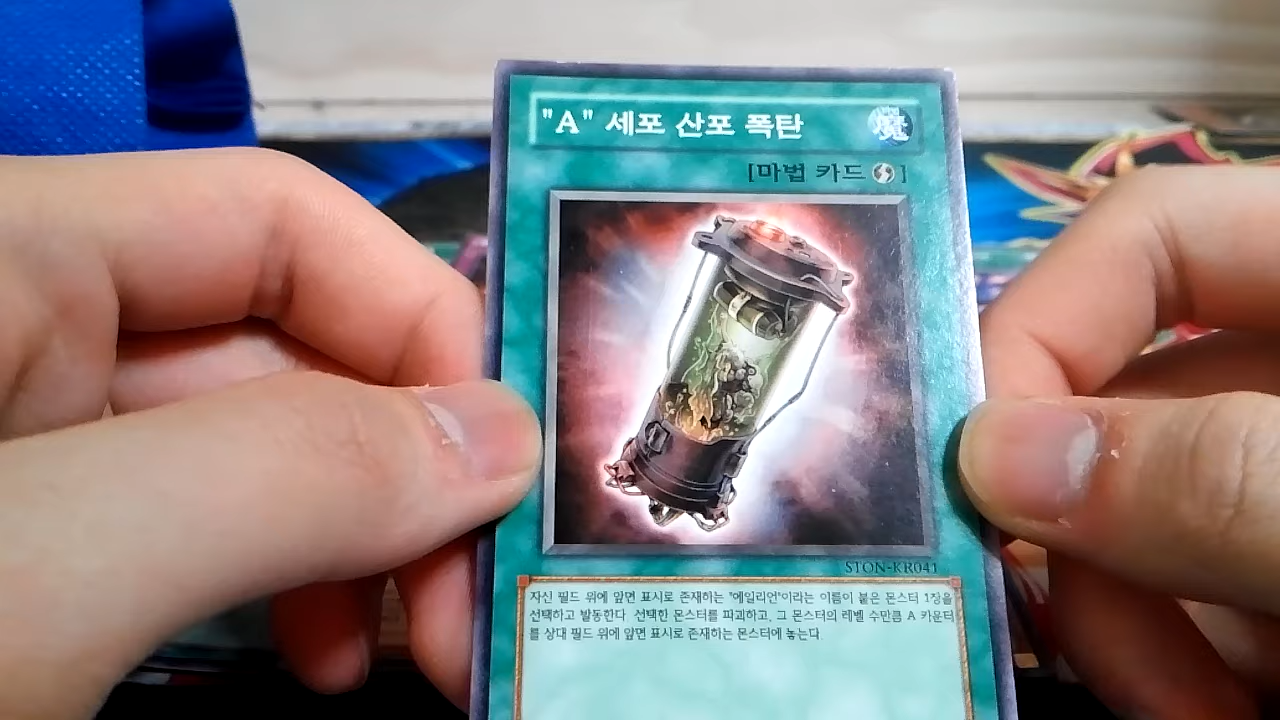 "A" 세포 산포 폭탄
魔
[마법 카드]
STON-KR041
자신 필드 위에 앞면 표시로 존재하는 "에일리언"이라는 이름이 붙은 몬스터 1장을
선택하고 발동한다. 선택한 몬스터를 파괴하고, 그 몬스터의 레벨 수만큼 A 카운터
를 상대 필드 위에 앞면 표시로 존재하는 몬스터에 놓는다.